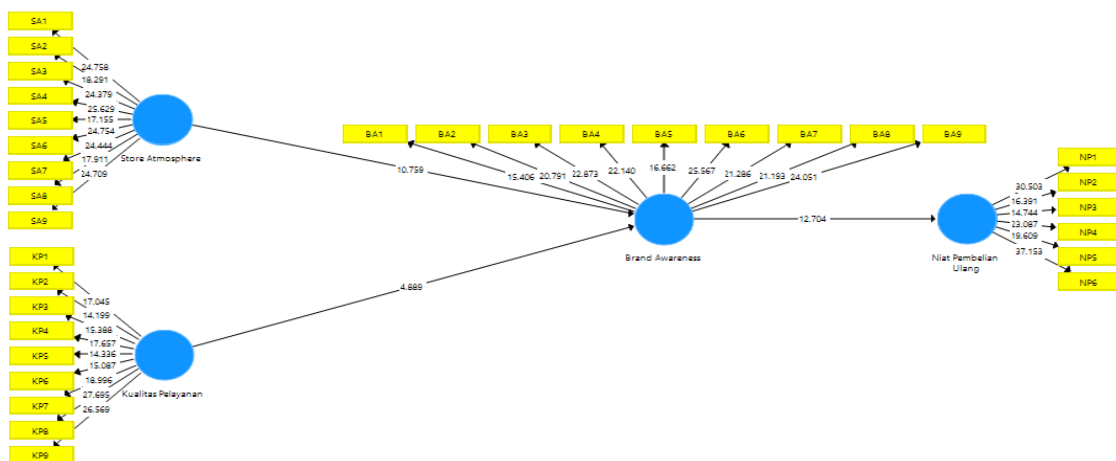 SA1
SA2
SA3
SA4
SA5
SA6
SA7
SA8
SA9
24.758
18.291
24.379
25.629
17.155
24.754
24.444
17.911
24.709
Store Atmosphere
KP1
KP2
KP3
KP4
KP5
KP6
KP7
KP8
KP9
17.045
14.199
15.388
17.657
14.336
15.087
18.996
27.695
26.569
Kualitas Pelayanan
10.759
4.889
BA1
BA2
BA3
BA4
BA5
BA6
BA7
BA8
BA9
15.406
20.791
22.873
22.140
16.662
25.567
21.286
21.193
24.051
Brand Awareness
12.704
Niat Pembelian
Ulang
NP1
NP2
NP3
NP4
NP5
NP6
30.503
16.391
14.744
23.087
19.609
37.153